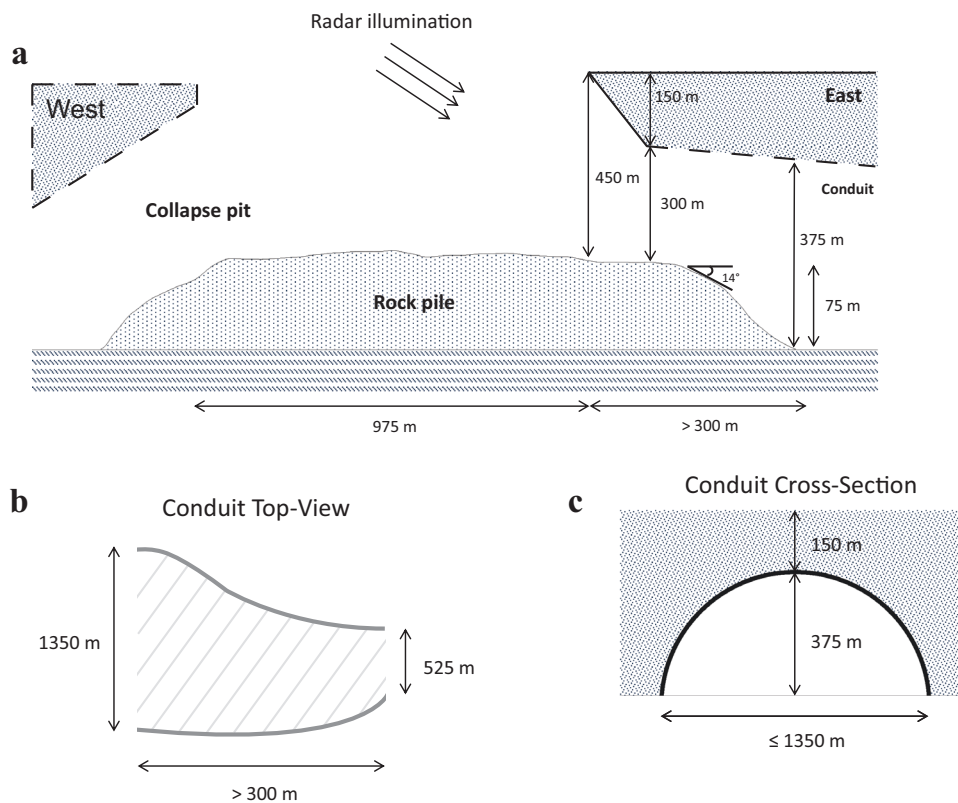 Radar illumination
a
West
150 m
East
450 m
300 m
Conduit
Collapse pit
375 m
14°
75 m
Rock pile
975 m
> 300 m
b
Conduit Top-View
1350 m
525 m
> 300 m
c
Conduit Cross-Section
150 m
375 m
≤ 1350 m